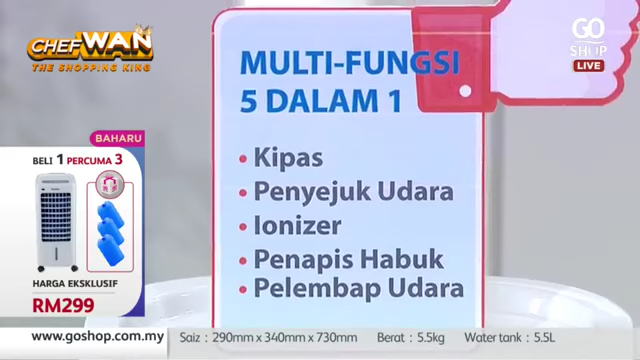 CHEF WAN
THE SHOPPING KING
GO
SHOP
LIVE
MULTI-FUNGSI
5 DALAM 1
• Kipas
• Penyejuk Udara
• Ionizer
• Penapis Habuk
• Pelembap Udara
BAHARU
BELI 1 PERCUMA 3
HARGA EKSKLUSIF
RM299
www.goshop.com.my
Saiz : 290mm x 340mm x 730mm Berat : 5.5kg Water tank : 5.5L